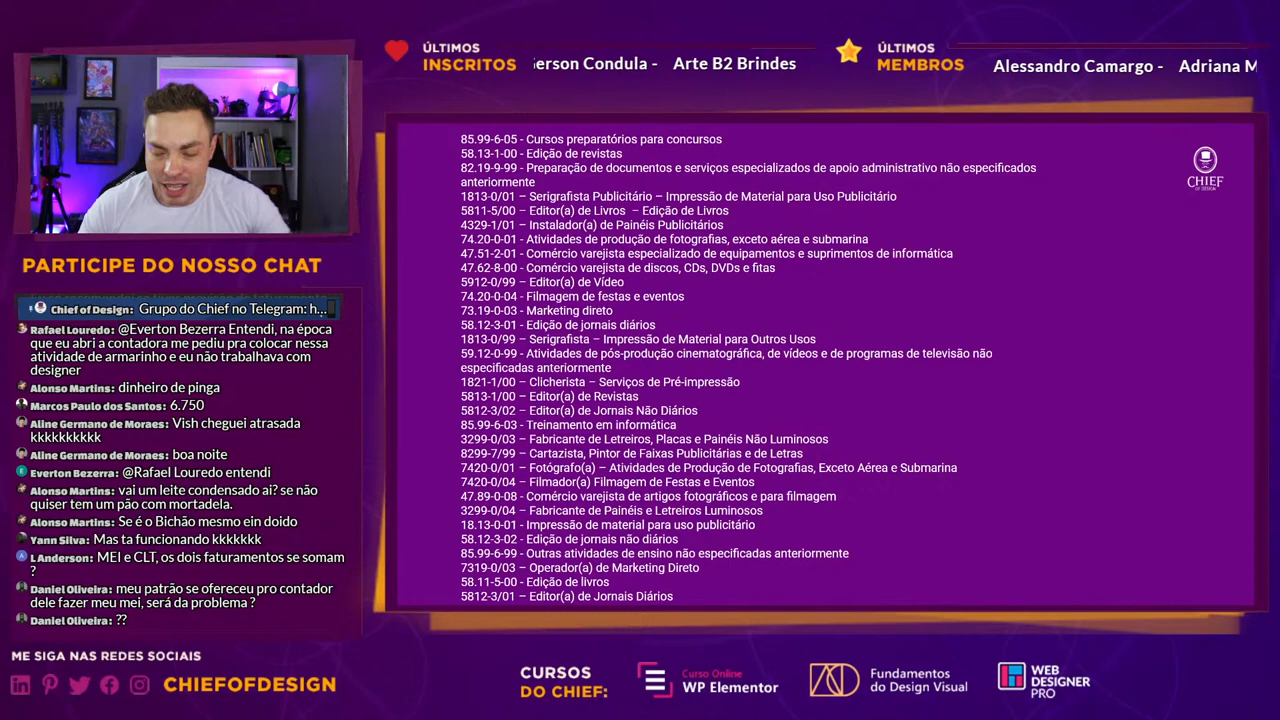 ÚLTIMOS
INSCRITOS
Gerson Condula - Arte B2 Brindes
ÚLTIMOS
MEMBROS
Alessandro Camargo - Adriana M
PARTICIPE DO NOSSO CHAT
Chief of Design: Grupo do Chief no Telegram: h...
Rafael Louredo: @Everton Bezerra Entendi, na época
que eu abri a contadora me pediu pra colocar nessa
atividade de armarinho e eu não trabalhava com
designer
Alonso Martins: dinheiro de pinga
Marcos Paulo dos Santos: 6.750
Aline Germano de Moraes: Vish cheguei atrasada
kkkkkkkkkk
Aline Germano de Moraes: boa noite
Everton Bezerra: @Rafael Louredo entendi
Alonso Martins: vai um leite condensado ai? se não
quiser tem um pão com mortadela.
Alonso Martins: Se é o Bichão mesmo ein doido
Yann Silva: Mas ta funcionando kkkkkkk
L Anderson: MEI e CLT, os dois faturamentos se somam
?
Daniel Oliveira: meu patrão se ofereceu pro contador
dele fazer meu mei, será da problema ?
Daniel Oliveira: ??
85.99-6-05 - Cursos preparatórios para concursos
58.13-1-00 - Edição de revistas
82.19-9-99 - Preparação de documentos e serviços especializados de apoio administrativo não especificados
anteriormente
1813-0/01 – Serigrafista Publicitário – Impressão de Material para Uso Publicitário
5811-5/00 – Editor(a) de Livros – Edição de Livros
4329-1/01 – Instalador(a) de Painéis Publicitários
74.20-0-01 - Atividades de produção de fotografias, exceto aérea e submarina
47.51-2-01 - Comércio varejista especializado de equipamentos e suprimentos de informática
47.62-8-00 - Comércio varejista de discos, CDs, DVDs e fitas
5912-0/99 – Editor(a) de Vídeo
74.20-0-04 - Filmagem de festas e eventos
73.19-0-03 - Marketing direto
58.12-3-01 - Edição de jornais diários
1813-0/99 – Serigrafista – Impressão de Material para Outros Usos
59.12-0-99 - Atividades de pós-produção cinematográfica, de vídeos e de programas de televisão não
especificadas anteriormente
1821-1/00 – Clicherista – Serviços de Pré-impressão
5813-1/00 – Editor(a) de Revistas
5812-3/02 – Editor(a) de Jornais Não Diários
85.99-6-03 - Treinamento em informática
3299-0/03 – Fabricante de Letreiros, Placas e Painéis Não Luminosos
8299-7/99 – Cartazista, Pintor de Faixas Publicitárias e de Letras
7420-0/01 – Fotógrafo(a) – Atividades de Produção de Fotografias, Exceto Aérea e Submarina
7420-0/04 – Filmador(a) Filmagem de Festas e Eventos
47.89-0-08 - Comércio varejista de artigos fotográficos e para filmagem
3299-0/04 – Fabricante de Painéis e Letreiros Luminosos
18.13-0-01 - Impressão de material para uso publicitário
58.12-3-02 - Edição de jornais não diários
85.99-6-99 - Outras atividades de ensino não especificadas anteriormente
7319-0/03 – Operador(a) de Marketing Direto
58.11-5-00 - Edição de livros
5812-3/01 – Editor(a) de Jornais Diários
CHIEF
OF DESIGN
ME SIGA NAS REDES SOCIAIS
CHIEFOFDESIGN
CURSOS
DO CHIEF:
Curso Online
WP Elementor
Fundamentos
do Design Visual
WEB
DESIGNER
PRO